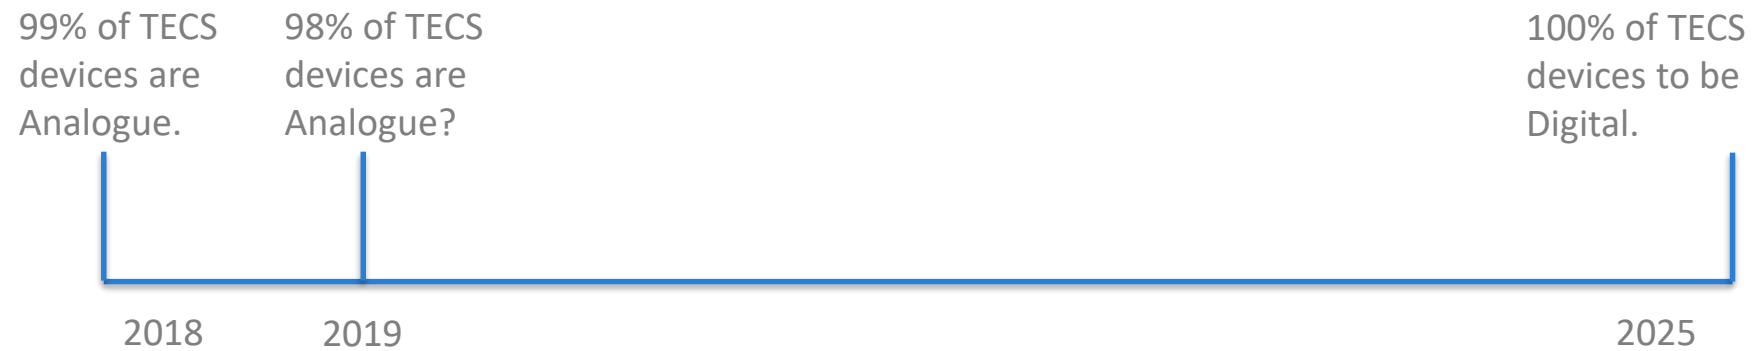 99% of TECS
devices are
Analogue.
98% of TECS
devices are
Analogue?
100% of TECS
devices to be
Digital.
2018
2019
2025